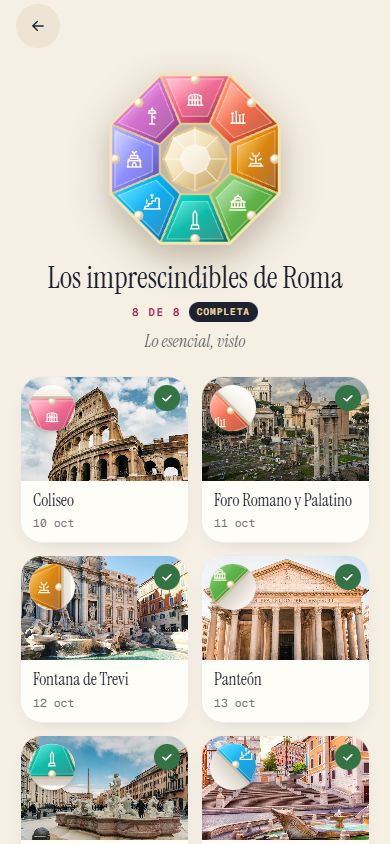 Los imprescindibles de Roma
8 DE 8 COMPLETA
Lo esencial, visto
Coliseo
10 oct
Foro Romano y Palatino
11 oct
Fontana de Trevi
12 oct
Panteón
13 oct